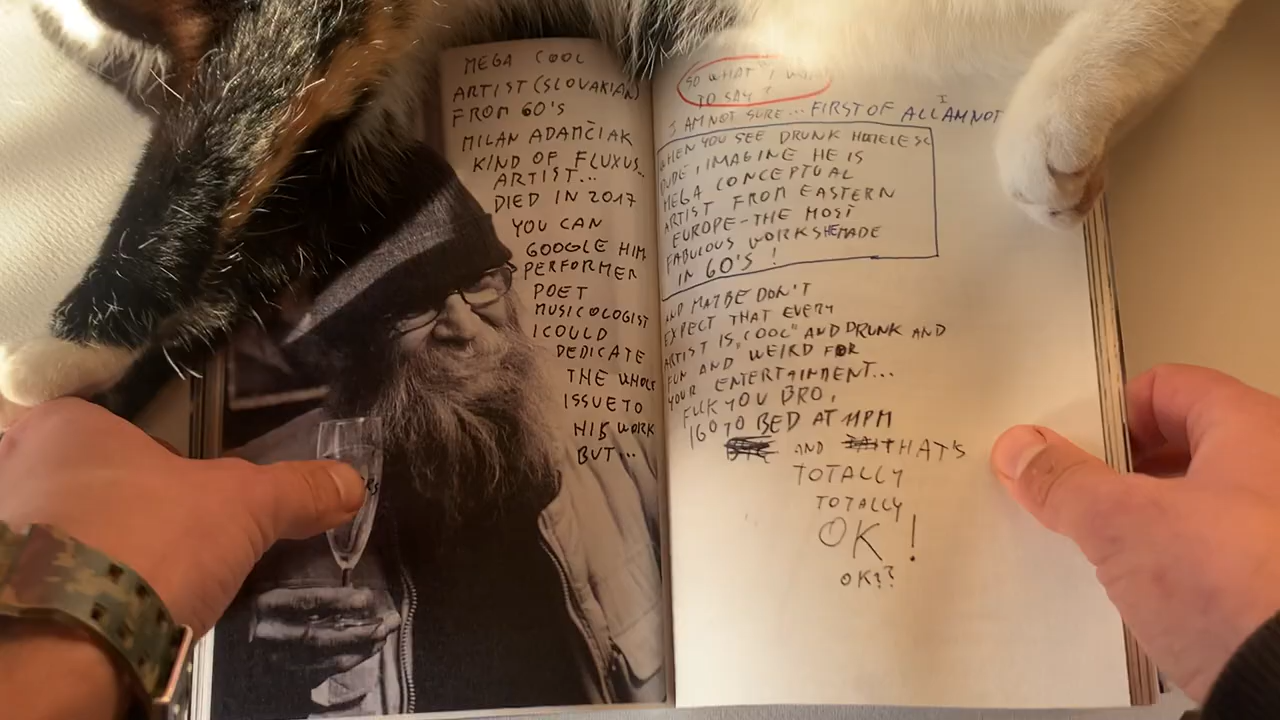 MEGA COOL
ARTIST (SLOVAKIAN)
FROM 60'S
MILAN ADAMČIAK
KIND OF FLUXUS..
ARTIST...
DIED IN 2017
YOU CAN
GOOGLE HIM
PERFORMER
POET
MUSICOLOGIST
I COULD
DEDICATE
THE WHOLE
ISSUE TO
HIS WORK
BUT...
SO WHAT I
TO SAY?
I AM NOT SURE... FIRST OF ALL I AM NOT
WHEN YOU SEE DRUNK HOMELESS
DUDE, IMAGINE HE IS
MEGA CONCEPTUAL
ARTIST FROM EASTERN
EUROPE - THE MOST
FABULOUS WORKS HE MADE
IN 60'S!
AND MAYBE DON'T
EXPECT THAT EVERY
ARTIST IS „COOL" AND DRUNK AND
FUN AND WEIRD FOR
YOUR ENTERTAINMENT...
FUCK YOU BRO,
I GO TO BED AT 11PM
AND THAT'S
TOTALLY
TOTALLY
OK!
OK??